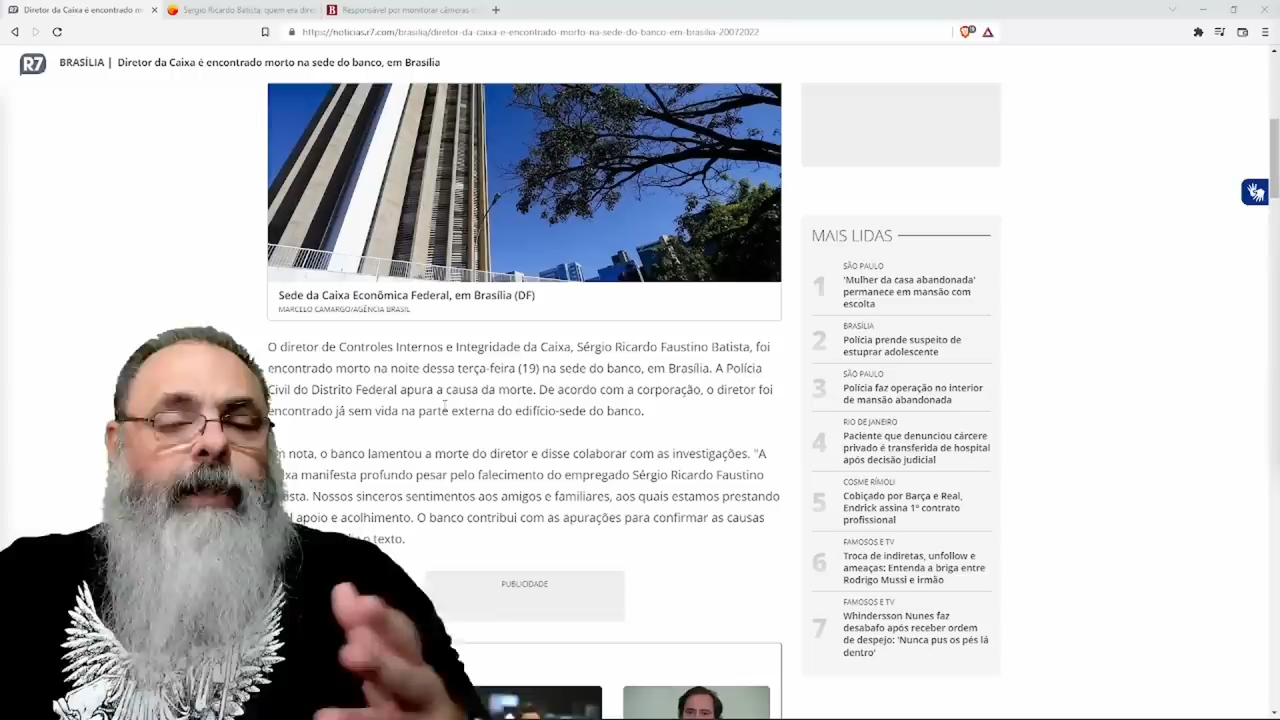 Diretor da Caixa é encontrado m
Sergio Ricardo Batista: quem era dire
Responsável por monitorar câmeras
https://noticias.r7.com/brasilia/diretor-da-caixa-e-encontrado-morto-na-sede-do-banco-em-brasilia-20072022
R7
BRASÍLIA | Diretor da Caixa é encontrado morto na sede do banco, em Brasília
Sede da Caixa Econômica Federal, em Brasília (DF)
MARCELO CAMARGO/AGÊNCIA BRASIL
O diretor de Controles Internos e Integridade da Caixa, Sérgio Ricardo Faustino Batista, foi
encontrado morto na noite dessa terça-feira (19) na sede do banco, em Brasília. A Polícia
Civil do Distrito Federal apura a causa da morte. De acordo com a corporação, o diretor foi
encontrado já sem vida na parte externa do edifício-sede do banco.
m nota, o banco lamentou a morte do diretor e disse colaborar com as investigações. "A
ixa manifesta profundo pesar pelo falecimento do empregado Sérgio Ricardo Faustino
ista. Nossos sinceros sentimentos aos amigos e familiares, aos quais estamos prestando
l apoio e acolhimento. O banco contribui com as apurações para confirmar as causas
o texto.
PUBLICIDADE
MAIS LIDAS
1
SÃO PAULO
'Mulher da casa abandonada'
permanece em mansão com
escolta
2
BRASÍLIA
Polícia prende suspeito de
estuprar adolescente
3
SÃO PAULO
Polícia faz operação no interior
de mansão abandonada
4
RIO DE JANEIRO
Paciente que denunciou cárcere
privado é transferida de hospital
após decisão judicial
5
COSME RÍMOLI
Cobiçado por Barça e Real,
Endrick assina 1º contrato
profissional
6
FAMOSOS E TV
Troca de indiretas, unfollow e
ameaças: Entenda a briga entre
Rodrigo Mussi e irmão
7
FAMOSOS E TV
Whindersson Nunes faz
desabafo após receber ordem
de despejo: 'Nunca pus os pés lá
dentro'